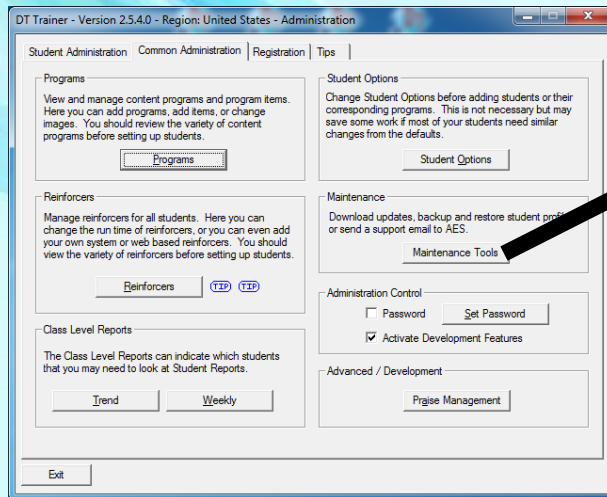 DT Trainer - Version 2.5.4.0 - Region: United States - Administration
Student Administration Common Administration Registration Tips
Programs
View and manage content programs and program items.
Here you can add programs, add items, or change
images. You should review the variety of content
programs before setting up students.
Programs
Reinforcers
Manage reinforcers for all students. Here you can
change the run time of reinforcers, or you can even add
your own system or web based reinforcers. You should
view the variety of reinforcers before setting up students.
Reinforcers (TIP) (TIP)
Class Level Reports
The Class Level Reports can indicate which students
that you may need to look at Student Reports.
Trend Weekly
Student Options
Change Student Options before adding students or their
corresponding programs. This is not necessary but may
save some work if most of your students need similar
changes from the defaults.
Student Options
Maintenance
Download updates, backup and restore student
or send a support email to AES.
Maintenance Tools
Administration Control
Password Set Password
Activate Development Features
Advanced / Development
Praise Management
Exit